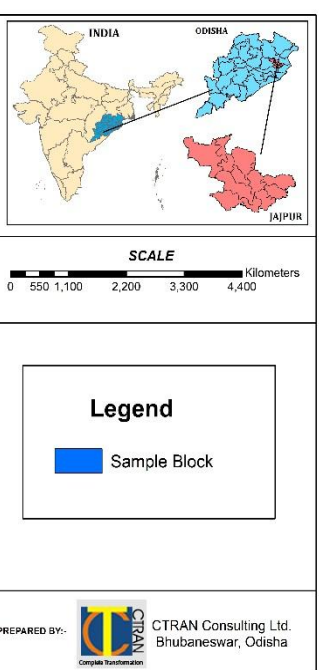 INDIA
ODISHA
JAJPUR
SCALE
Kilometers
0 550 1,100 2,200 3,300 4,400
Legend
Sample Block
PREPARED BY:-
CTRAN
Complete Transformation
CTRAN Consulting Ltd.
Bhubaneswar, Odisha